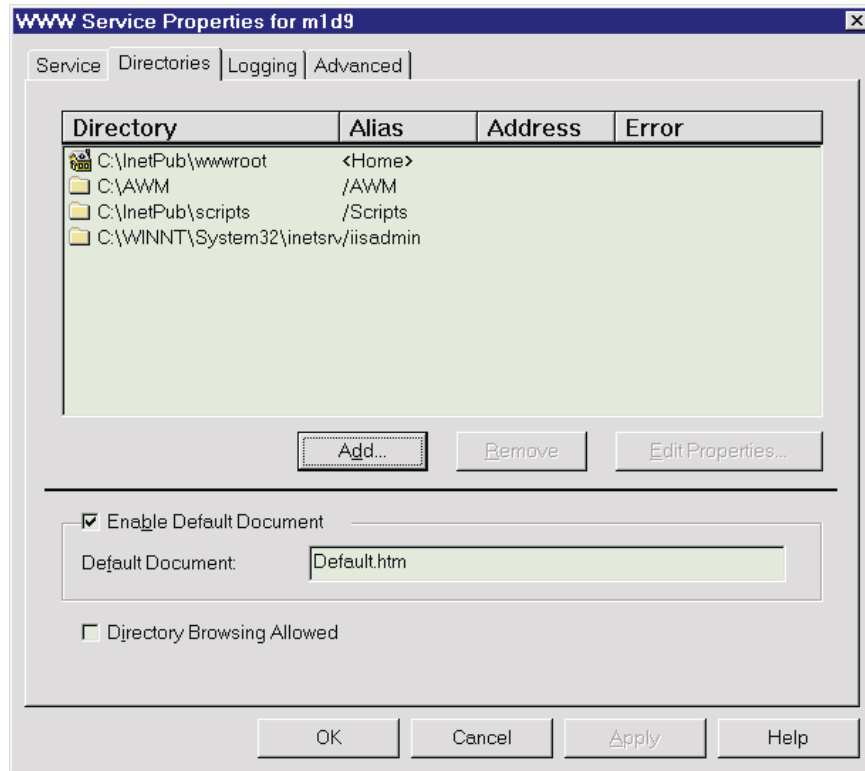 WWW Service Properties for m1d9
Service Directories Logging Advanced
Directory Alias Address Error
C:\InetPub\wwwroot <Home>
C:\AWM /AWM
C:\InetPub\scripts /Scripts
C:\WINNT\System32\inetsrv/iisadmin
Add... Remove Edit Properties...
Enable Default Document
Default Document: Default.htm
Directory Browsing Allowed
OK Cancel Apply Help